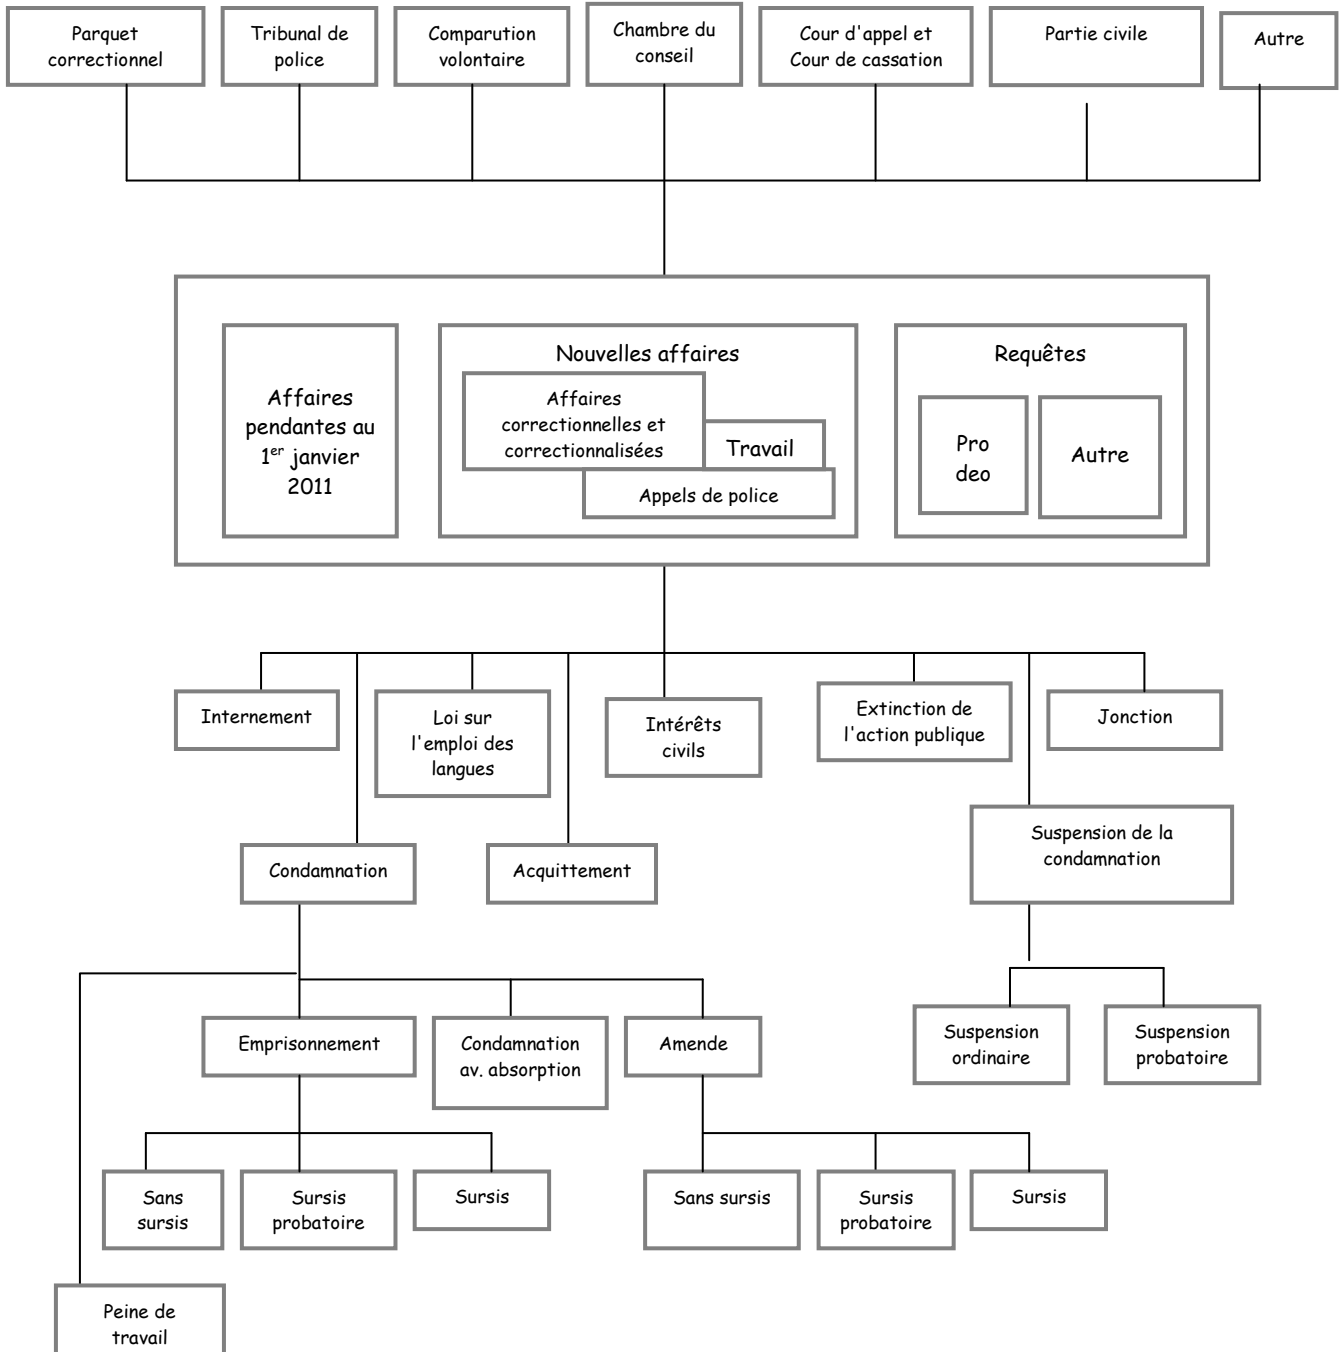 Parquet
correctionnel
Tribunal de
police
Comparution
volontaire
Chambre du
conseil
Cour d'appel et
Cour de cassation
Partie civile
Autre
Affaires
pendantes au
1er janvier
2011
Nouvelles affaires
Affaires
correctionnelles et
correctionnalisées
Travail
Appels de police
Requêtes
Pro
deo
Autre
Internement
Loi sur
l'emploi des
langues
Intérêts
civils
Extinction de
l'action publique
Jonction
Condamnation
Acquittement
Suspension de la
condamnation
Emprisonnement
Condamnation
av. absorption
Amende
Suspension
ordinaire
Suspension
probatoire
Sans
sursis
Sursis
probatoire
Sursis
Sans sursis
Sursis
probatoire
Sursis
Peine de
travail